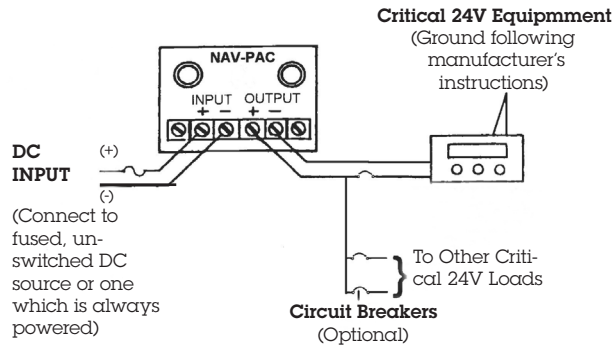 Critical 24V Equipmment
(Ground following
manufacturer's
instructions)
NAV-PAC
INPUT OUTPUT
+ − + −
DC
INPUT
(+)
(-)
(Connect to
fused, un-
switched DC
source or one
which is always
powered)
To Other Criti-
cal 24V Loads
Circuit Breakers
(Optional)